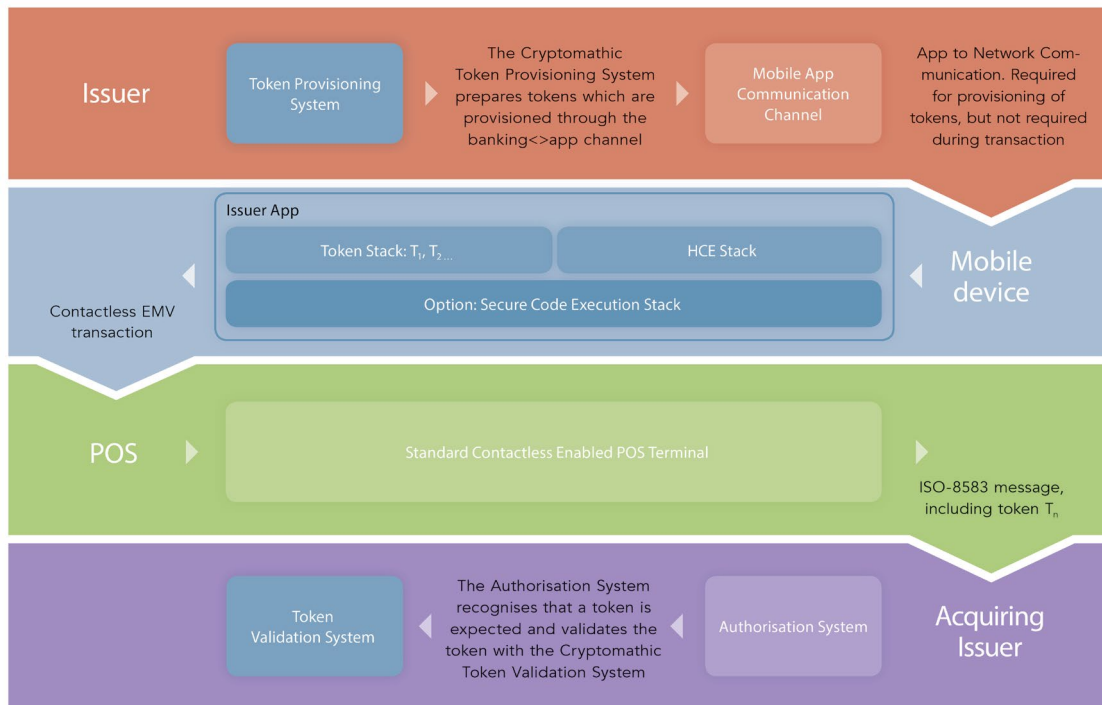 Issuer
Token Provisioning
System
The Cryptomathic
Token Provisioning System
prepares tokens which are
provisioned through the
banking<>app channel
Mobile App
Communication
Channel
App to Network Com-
munication. Required
for provisioning of
tokens, but not required
during transaction
Issuer App
Token Stack: T₁, T₂...
HCE Stack
Option: Secure Code Execution Stack
Mobile
device
Contactless EMV
transaction
POS
Standard Contactless Enabled POS Terminal
ISO-8583 message,
including token Tₙ
Token
Validation System
The Authorisation System
recognises that a token is
expected and validates the
token with the Cryptomathic
Token Validation System
Authorisation System
Acquiring
Issuer